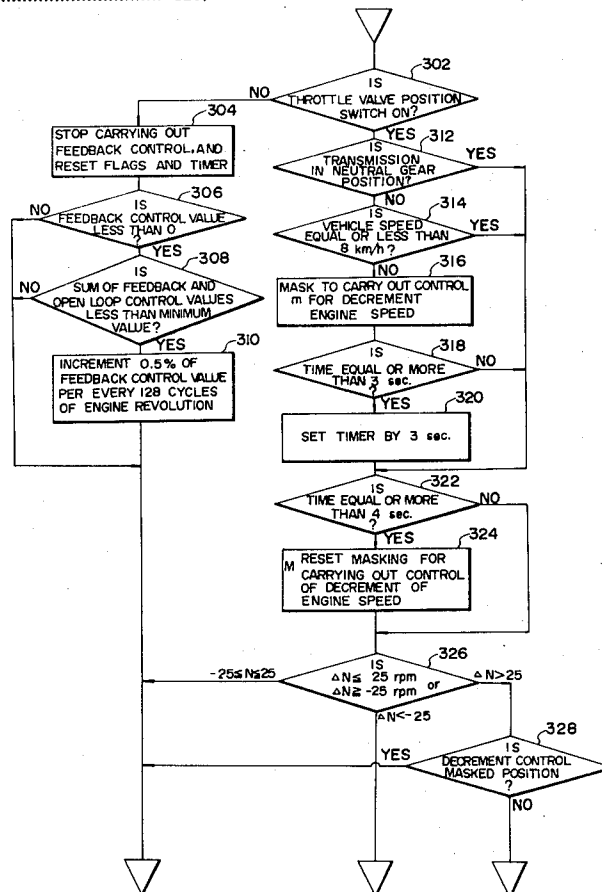 302
IS
THROTTLE VALVE POSITION
SWITCH ON?
NO
YES
304
STOP CARRYING OUT
FEEDBACK CONTROL, AND
RESET FLAGS AND TIMER
306
IS
FEEDBACK CONTROL VALUE
LESS THAN 0
?
NO
YES
308
IS
SUM OF FEEDBACK AND
OPEN LOOP CONTROL VALUES
LESS THAN MINIMUM
VALUE?
NO
YES
310
INCREMENT 0.5% OF
FEEDBACK CONTROL VALUE
PER EVERY 128 CYCLES
OF ENGINE REVOLUTION
312
IS
TRANSMISSION
IN NEUTRAL GEAR
POSITION?
YES
NO
314
IS
VEHICLE SPEED
EQUAL OR LESS THAN
8 km/h?
YES
NO
316
MASK TO CARRY OUT CONTROL
m FOR DECREMENT
ENGINE SPEED
318
IS
TIME EQUAL OR MORE
THAN 3 sec.
?
NO
YES
320
SET TIMER BY 3 sec.
322
IS
TIME EQUAL OR MORE
THAN 4 sec.
?
NO
YES
324
M RESET MASKING FOR
CARRYING OUT CONTROL
OF DECREMENT OF
ENGINE SPEED
326
IS
ΔN≤ 25 rpm
ΔN≥ -25 rpm or
-25≤N≤25
ΔN>25
ΔN<-25
328
IS
DECREMENT CONTROL
MASKED POSITION
?
YES
NO